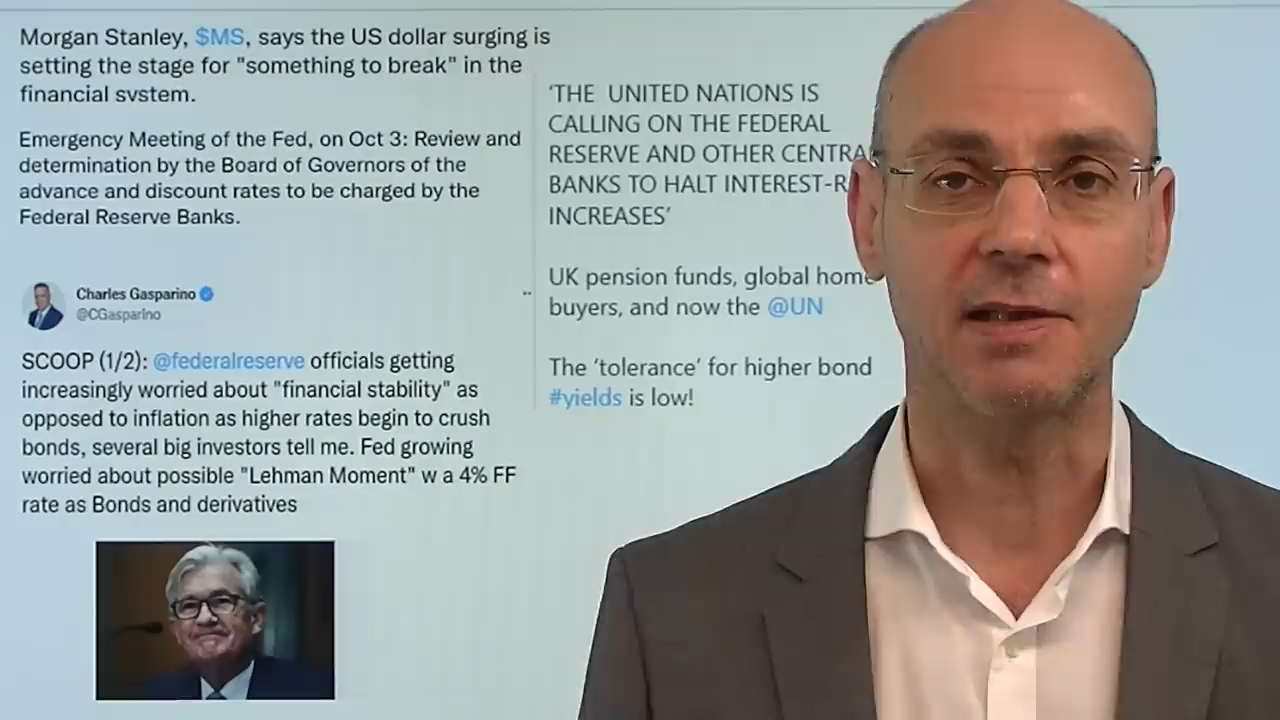 Morgan Stanley, $MS, says the US dollar surging is
setting the stage for "something to break" in the
financial system.
Emergency Meeting of the Fed, on Oct 3: Review and
determination by the Board of Governors of the
advance and discount rates to be charged by the
Federal Reserve Banks.
Charles Gasparino
@CGasparino
SCOOP (1/2): @federalreserve officials getting
increasingly worried about "financial stability" as
opposed to inflation as higher rates begin to crush
bonds, several big investors tell me. Fed growing
worried about possible "Lehman Moment" w a 4% FF
rate as Bonds and derivatives
‘THE UNITED NATIONS IS
CALLING ON THE FEDERAL
RESERVE AND OTHER CENTRA
BANKS TO HALT INTEREST-R
INCREASES’
UK pension funds, global home
buyers, and now the @UN
The ‘tolerance’ for higher bond
#yields is low!